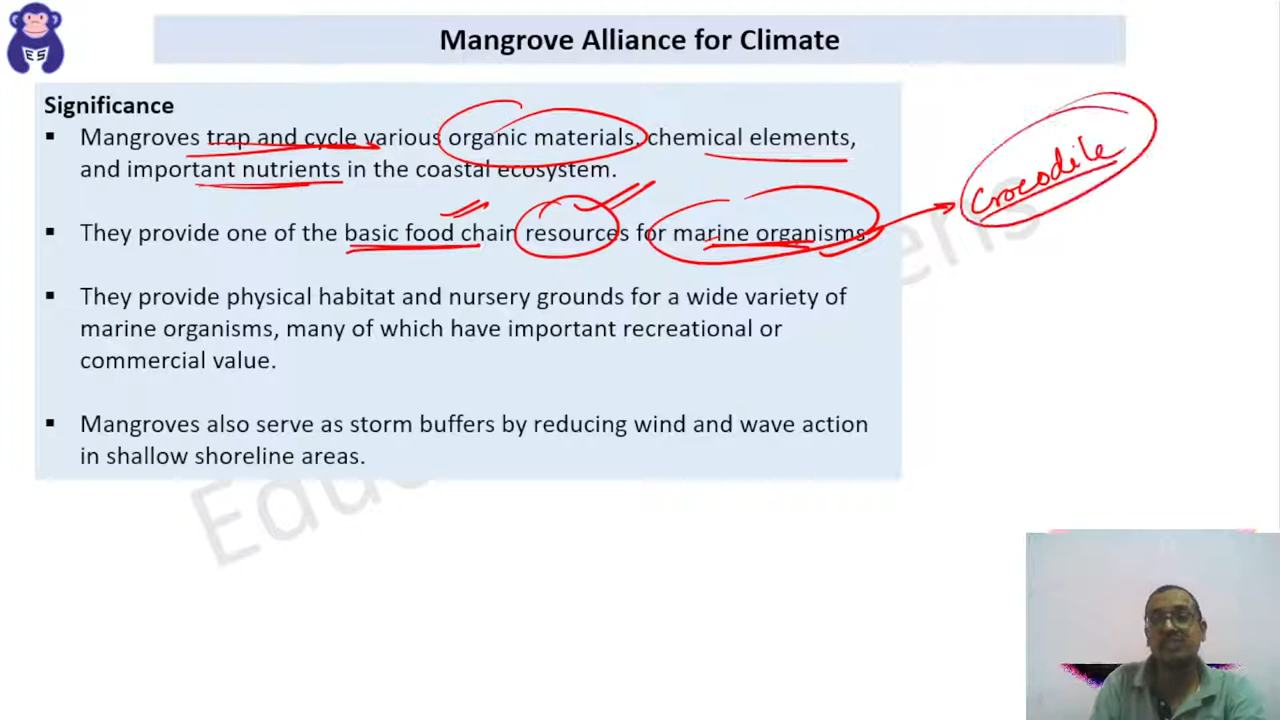 ES
Mangrove Alliance for Climate
Significance
▪ Mangroves trap and cycle various organic materials, chemical elements,
and important nutrients in the coastal ecosystem.
▪ They provide one of the basic food chain resources for marine organisms
crocodile
▪ They provide physical habitat and nursery grounds for a wide variety of
marine organisms, many of which have important recreational or
commercial value.
▪ Mangroves also serve as storm buffers by reducing wind and wave action
in shallow shoreline areas.